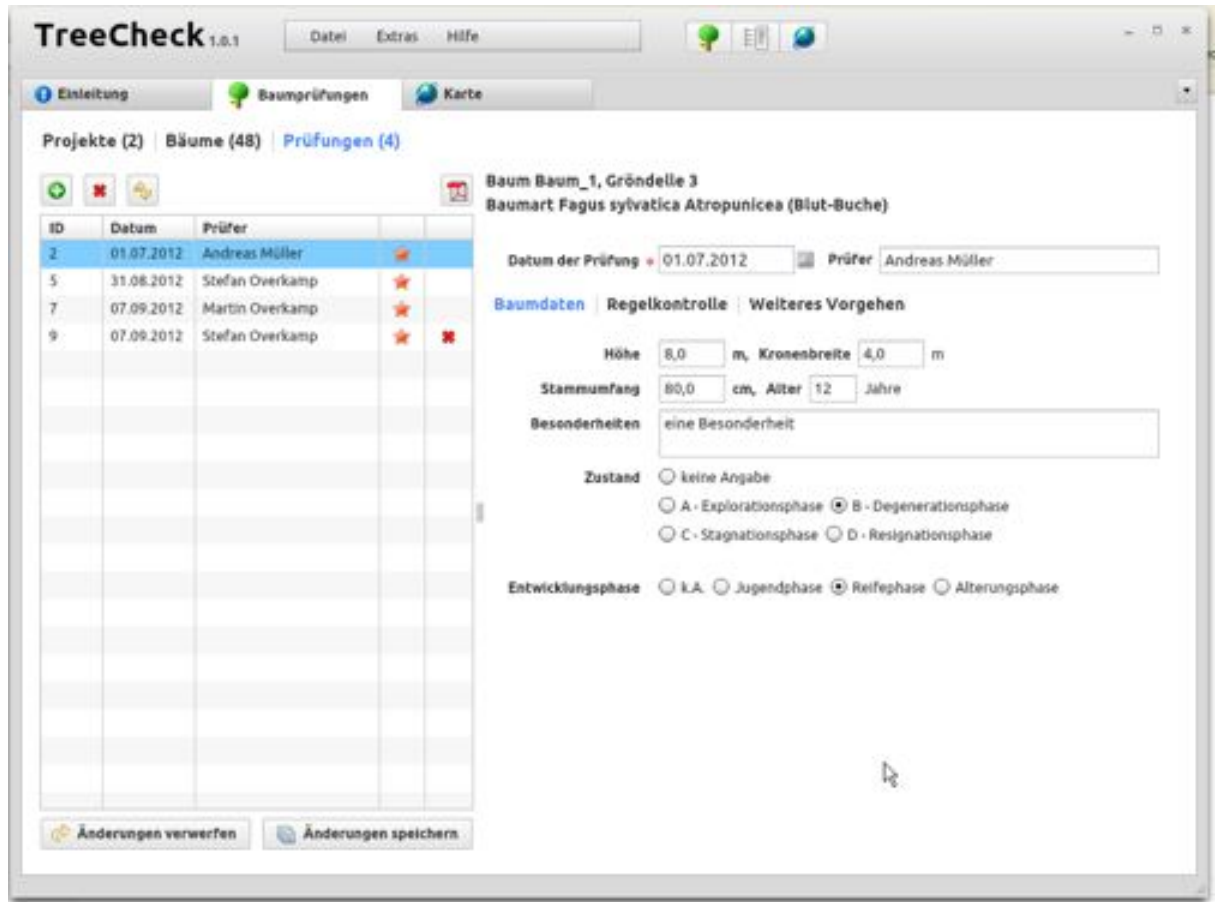 TreeCheck 1.0.1 Datei Extras Hilfe
Einleitung Baumprüfungen Karte
Projekte (2) Bäume (48) Prüfungen (4)
Baum Baum_1, Gröndelle 3
Baumart Fagus sylvatica Atropunicea (Blut-Buche)
ID Datum Prüfer
2 01.07.2012 Andreas Müller
5 31.08.2012 Stefan Overkamp
7 07.09.2012 Martin Overkamp
9 07.09.2012 Stefan Overkamp
Datum der Prüfung * 01.07.2012 Prüfer Andreas Müller
Baumdaten Regelkontrolle Weiteres Vorgehen
Höhe 8,0 m, Kronenbreite 4,0 m
Stammumfang 80,0 cm, Alter 12 Jahre
Besonderheiten eine Besonderheit
Zustand keine Angabe
A - Explorationsphase B - Degenerationsphase
C - Stagnationsphase D - Resignationsphase
Entwicklungsphase k.A. Jugendphase Reifephase Alterungsphase
Änderungen verwerfen Änderungen speichern